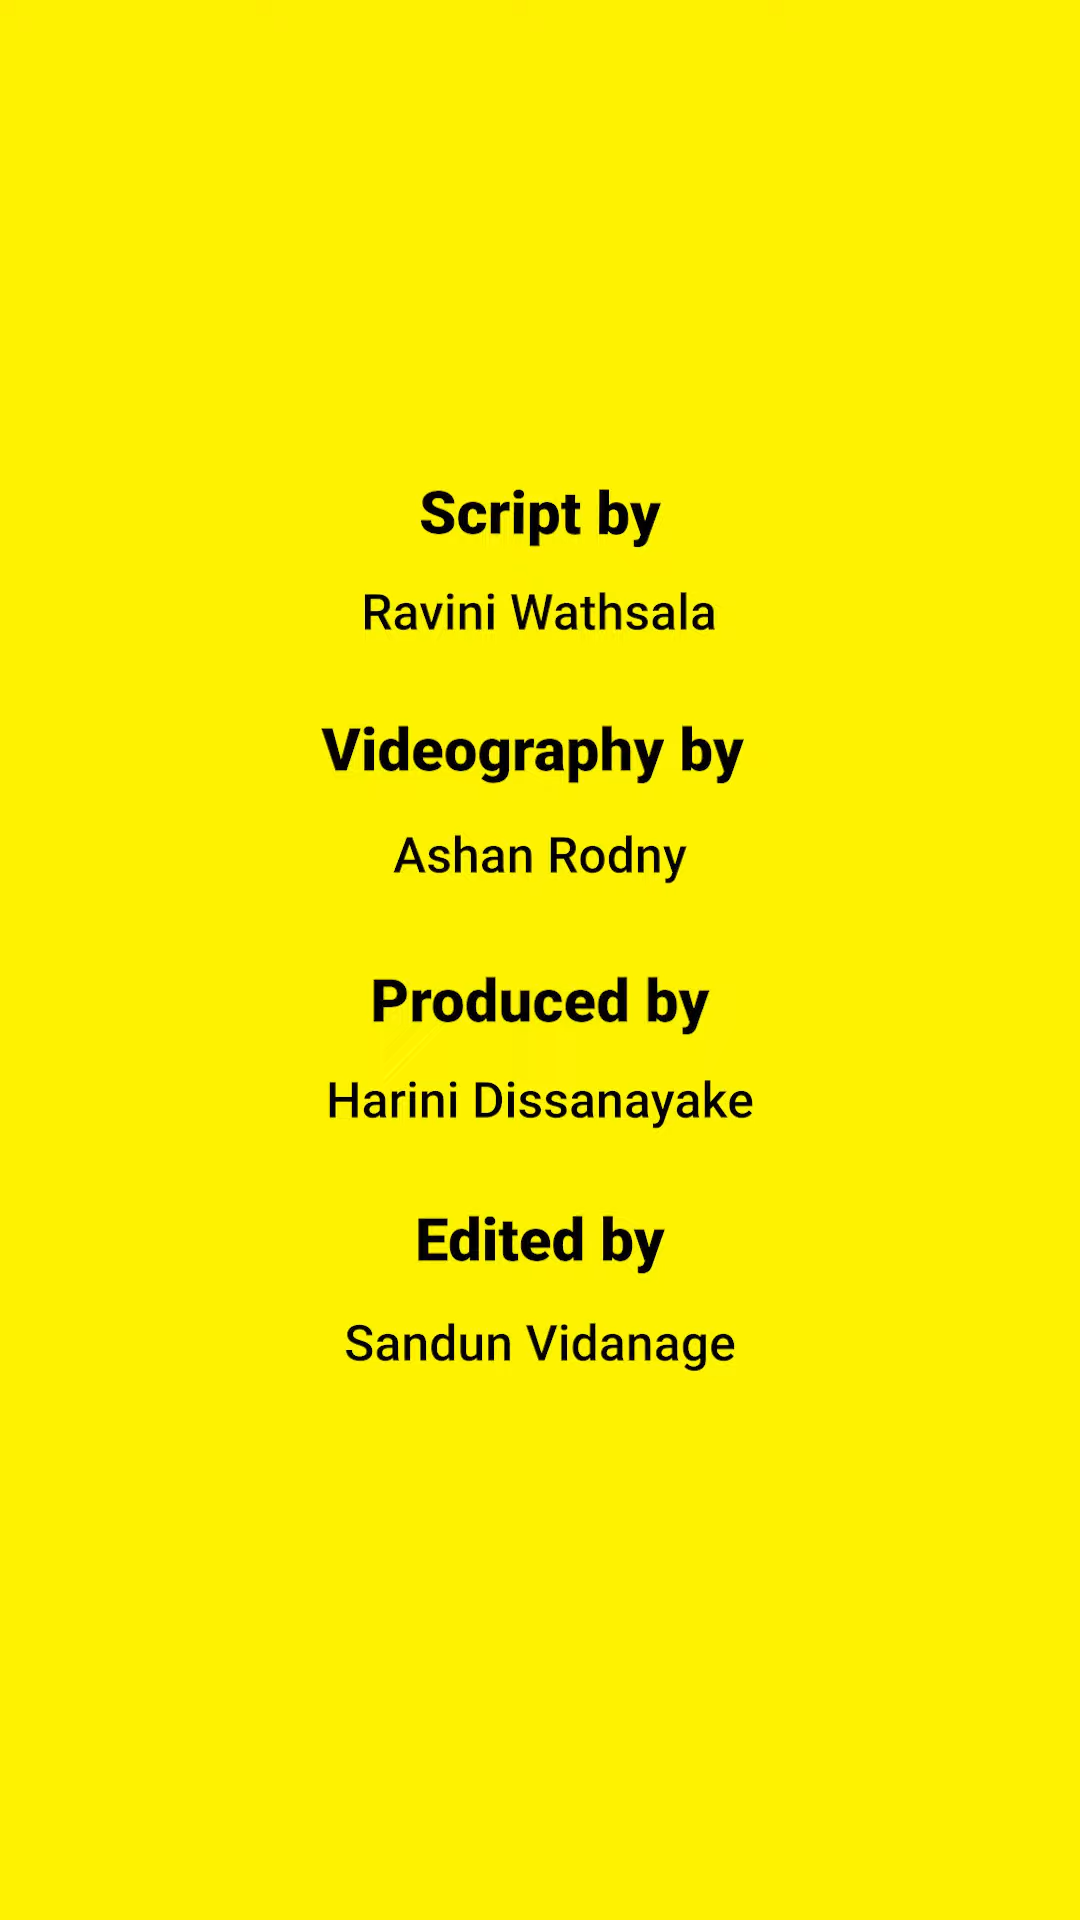 Script by
Ravini Wathsala
Videography by
Ashan Rodny
Produced by
Harini Dissanayake
Edited by
Sandun Vidanage